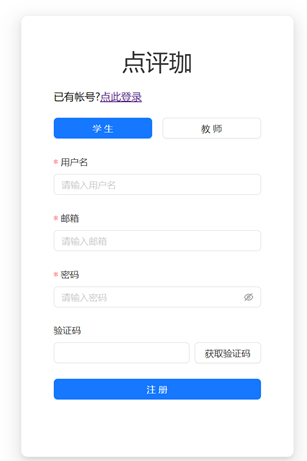 点评珈
已有帐号?点此登录
学 生 教 师
* 用户名
请输入用户名
* 邮箱
请输入邮箱
* 密码
请输入密码
验证码
获取验证码
注 册